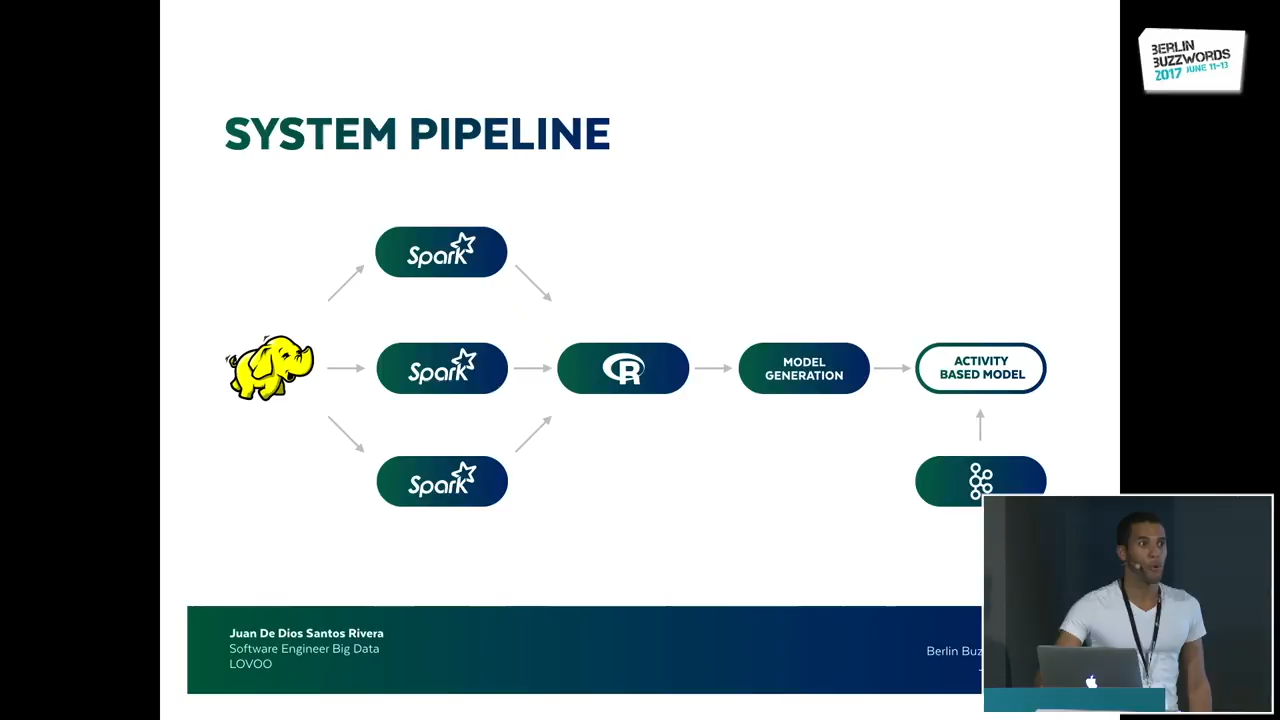 BERLIN
BUZZWORDS
2017 JUNE 11-13
SYSTEM PIPELINE
Spark
Spark
R
MODEL
GENERATION
ACTIVITY
BASED MODEL
Spark
Juan De Dios Santos Rivera
Software Engineer Big Data
LOVOO
Berlin Buz